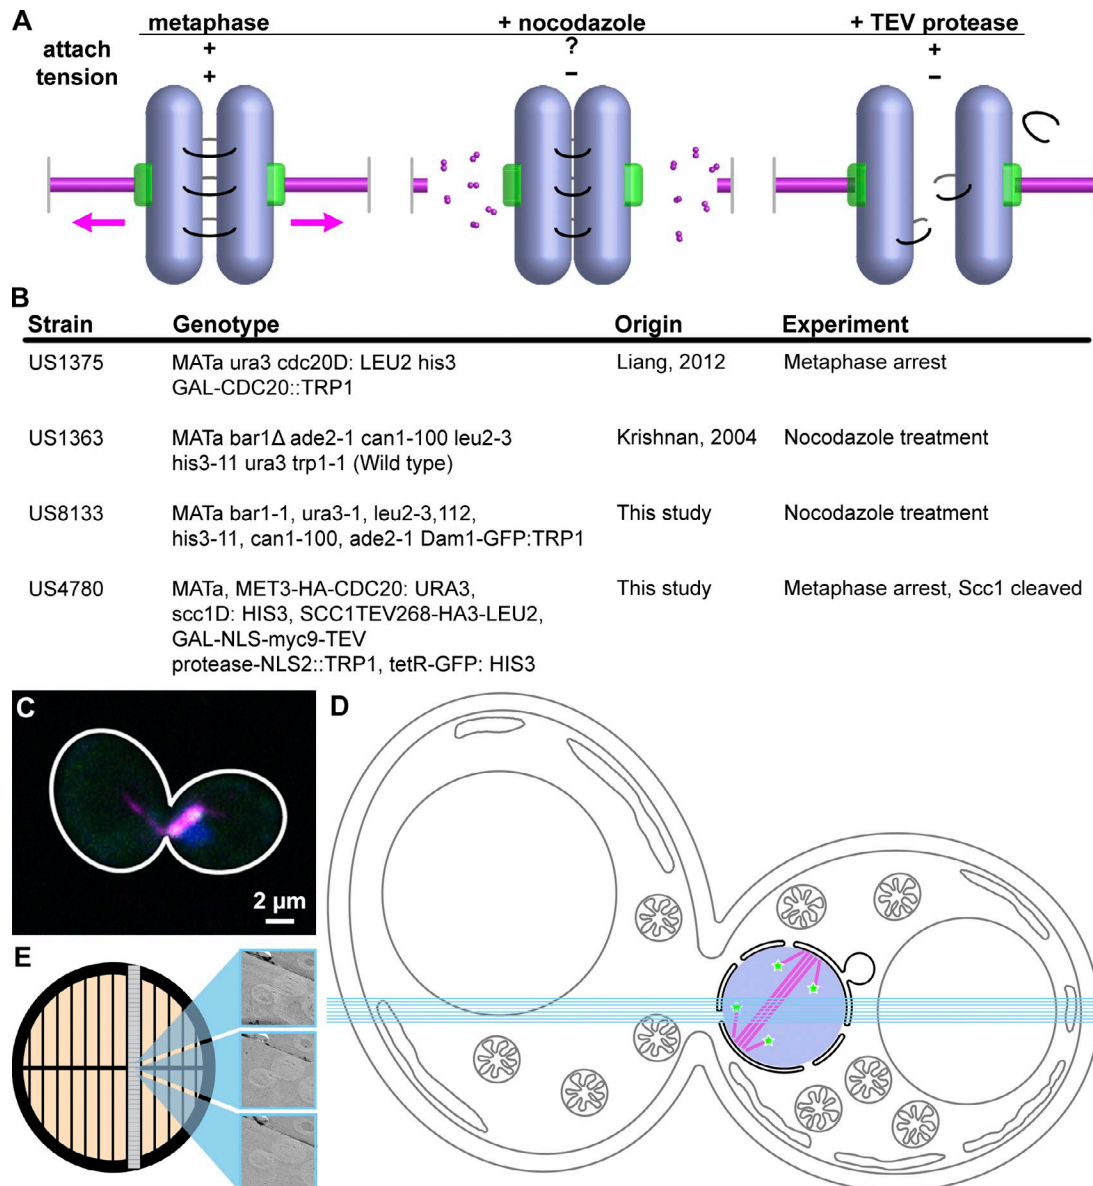 A
metaphase + nocodazole + TEV protease
attach + ? +
tension + − −
B
Strain Genotype Origin Experiment
US1375 MATa ura3 cdc20D: LEU2 his3 Liang, 2012 Metaphase arrest
GAL-CDC20::TRP1
US1363 MATa bar1Δ ade2-1 can1-100 leu2-3 Krishnan, 2004 Nocodazole treatment
his3-11 ura3 trp1-1 (Wild type)
US8133 MATa bar1-1, ura3-1, leu2-3,112, This study Nocodazole treatment
his3-11, can1-100, ade2-1 Dam1-GFP:TRP1
US4780 MATa, MET3-HA-CDC20: URA3, This study Metaphase arrest, Scc1 cleaved
scc1D: HIS3, SCC1TEV268-HA3-LEU2,
GAL-NLS-myc9-TEV
protease-NLS2::TRP1, tetR-GFP: HIS3
C
2 μm
D
E